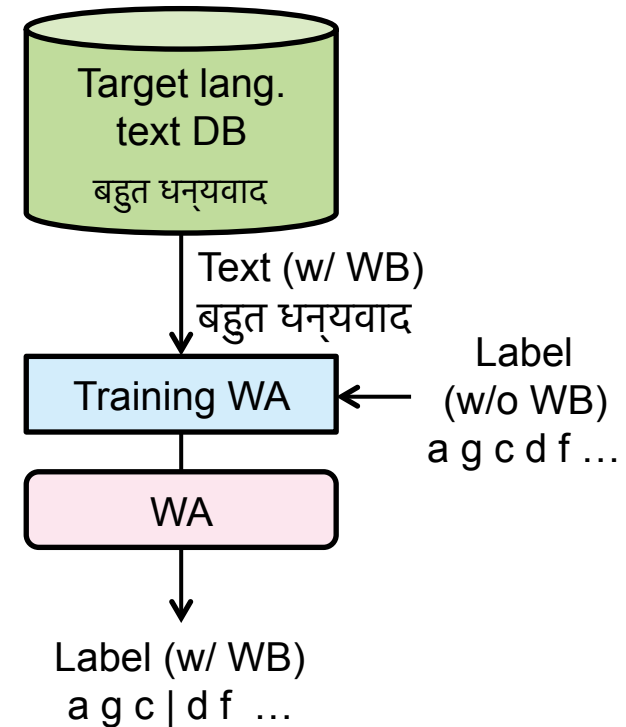 Target lang.
text DB
बहुत धन्‌यवाद
Text (w/ WB)
बहुत धन्‌यवाद
Training WA
Label
(w/o WB)
a g c d f …
WA
Label (w/ WB)
a g c | d f …